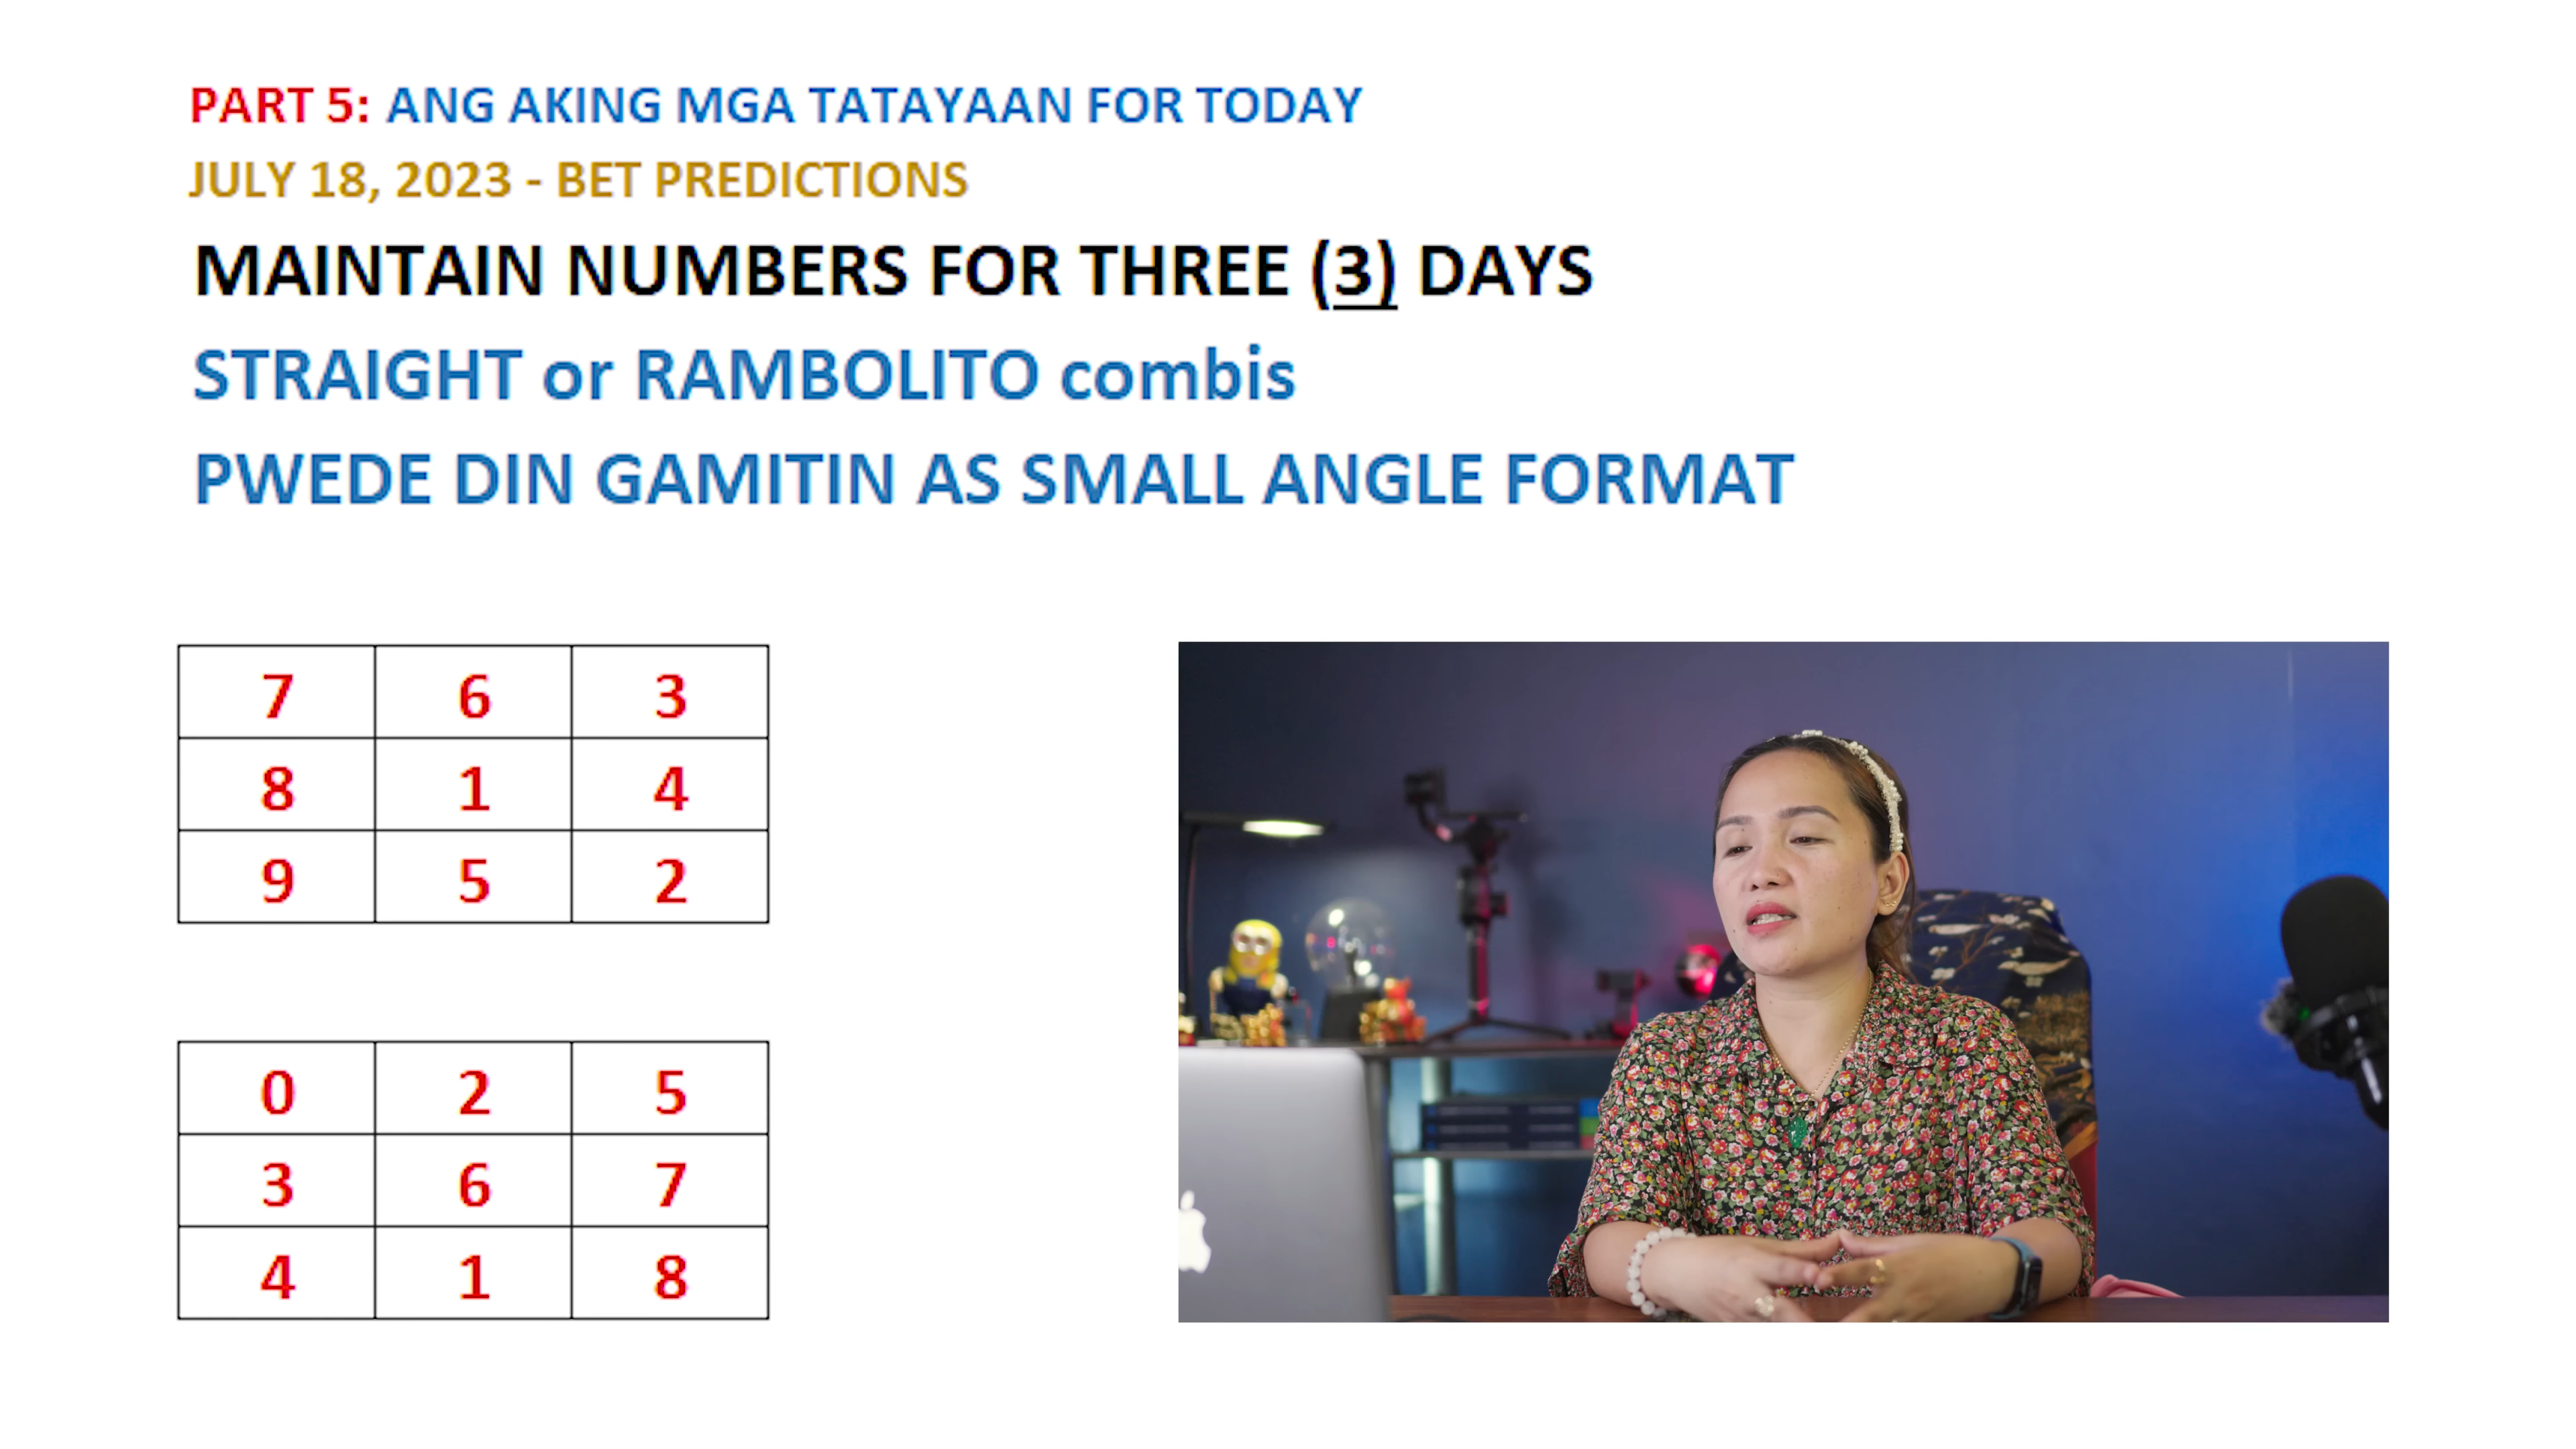 PART 5: ANG AKING MGA TATAYAAN FOR TODAY
JULY 18, 2023 - BET PREDICTIONS
MAINTAIN NUMBERS FOR THREE (3) DAYS
STRAIGHT or RAMBOLITO combis
PWEDE DIN GAMITIN AS SMALL ANGLE FORMAT
7 6 3
8 1 4
9 5 2
0 2 5
3 6 7
4 1 8